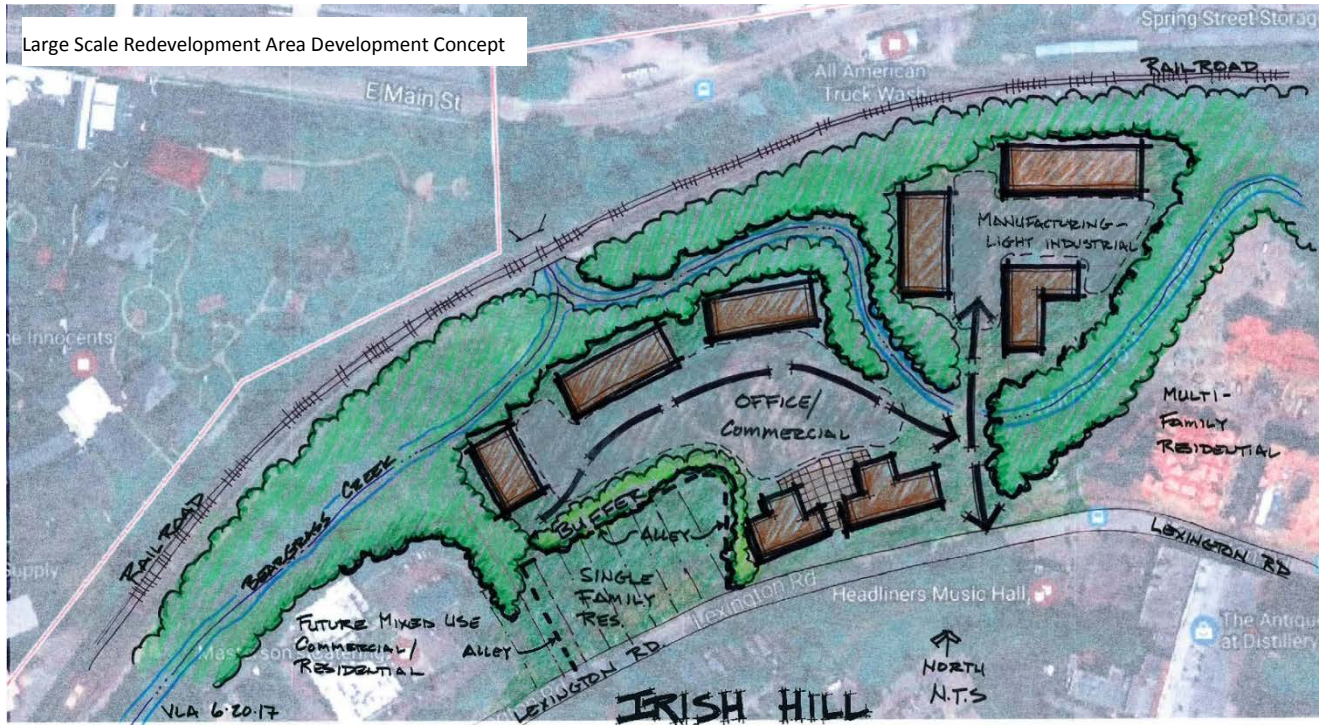 Large Scale Redevelopment Area Development Concept
Spring Street Storag
RAILROAD
E Main St
All American
Truck Wash
MANUFACTURING-
LIGHT INDUSTRIAL
ne Innocents
OFFICE/
COMMERCIAL
MULTI-
FAMILY
RESIDENTIAL
RAILROAD
BEARGRASS CREEK
BUFFER
ALLEY
LEXINGTON RD
Supply
SINGLE
FAMILY
RES.
Lexington Rd
Headliners Music Hall
The Antique
at Distillery
FUTURE MIXED USE
COMMERCIAL/
RESIDENTIAL
ALLEY
LEXINGTON RD.
NORTH
N.T.S
VLA 6.20.17
IRISH HILL